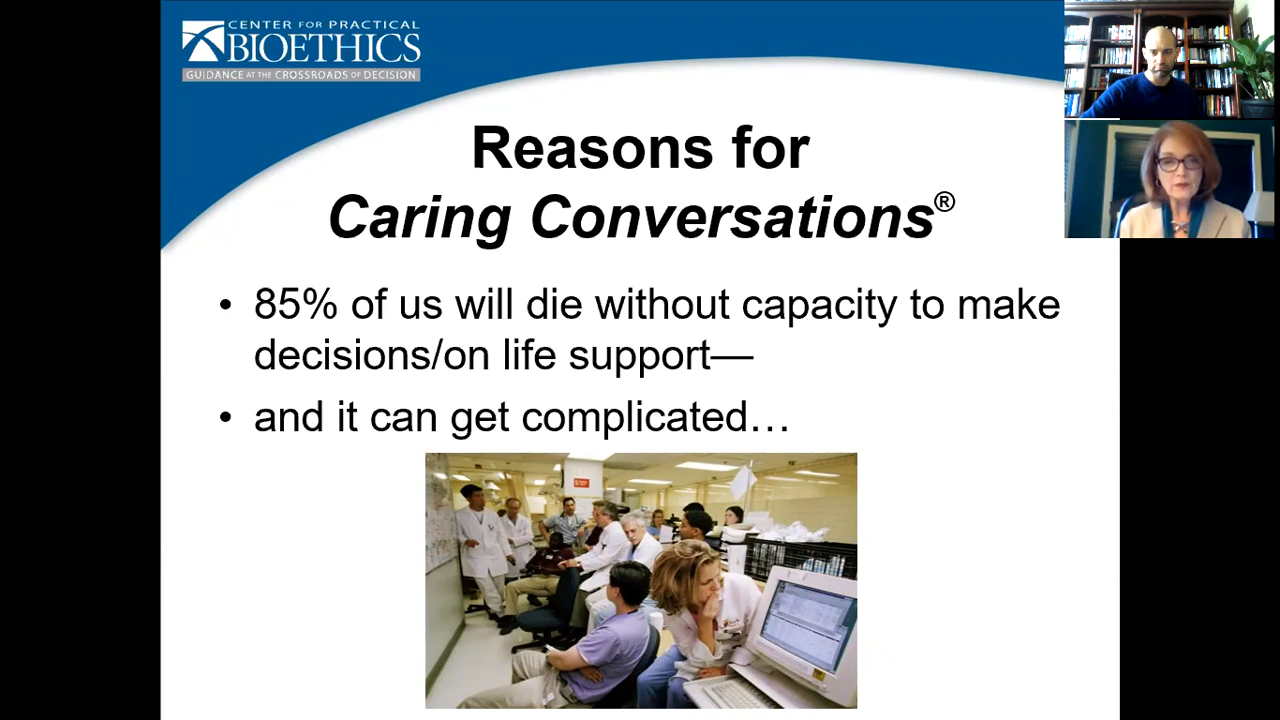 CENTER FOR PRACTICAL
BIOETHICS
GUIDANCE AT THE CROSSROADS OF DECISION
Reasons for
Caring Conversations®
• 85% of us will die without capacity to make
decisions/on life support—
• and it can get complicated…